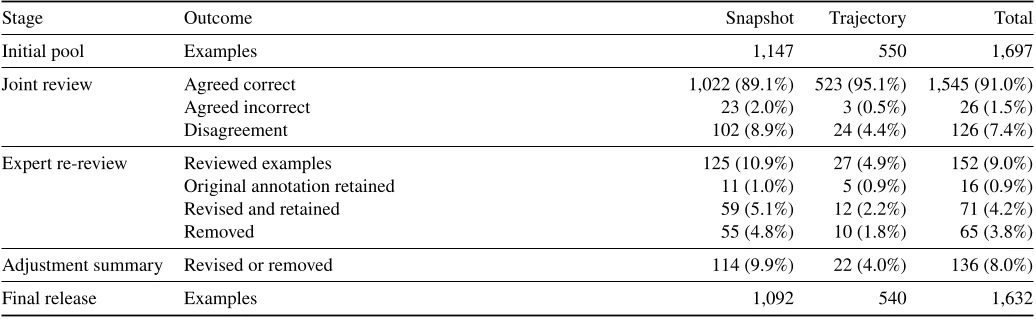 Stage Outcome Snapshot Trajectory Total
Initial pool Examples 1,147 550 1,697
Joint review Agreed correct 1,022 (89.1%) 523 (95.1%) 1,545 (91.0%)
Agreed incorrect 23 (2.0%) 3 (0.5%) 26 (1.5%)
Disagreement 102 (8.9%) 24 (4.4%) 126 (7.4%)
Expert re-review Reviewed examples 125 (10.9%) 27 (4.9%) 152 (9.0%)
Original annotation retained 11 (1.0%) 5 (0.9%) 16 (0.9%)
Revised and retained 59 (5.1%) 12 (2.2%) 71 (4.2%)
Removed 55 (4.8%) 10 (1.8%) 65 (3.8%)
Adjustment summary Revised or removed 114 (9.9%) 22 (4.0%) 136 (8.0%)
Final release Examples 1,092 540 1,632